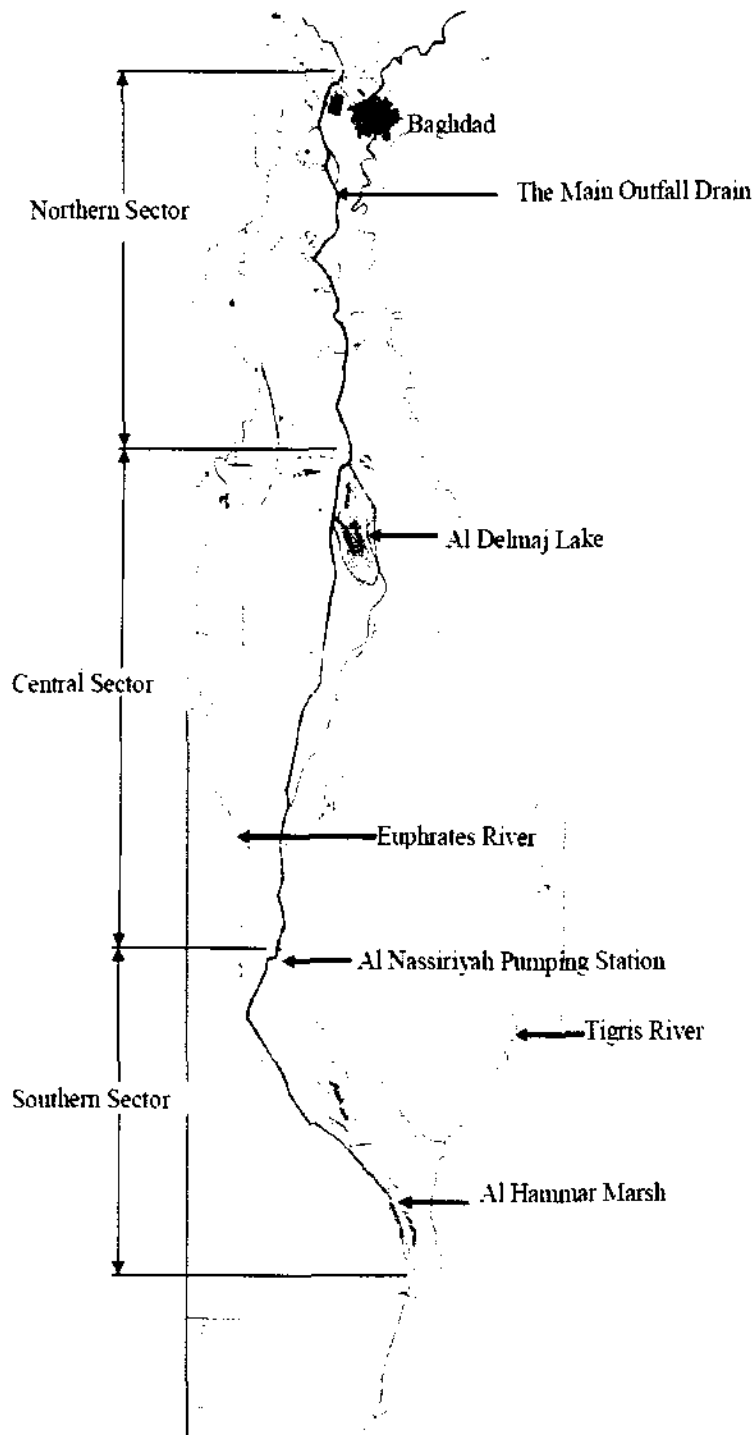 Baghdad
The Main Outfall Drain
Northern Sector
Al Delmaj Lake
Central Sector
Euphrates River
Al Nassiriyah Pumping Station
Tigris River
Southern Sector
Al Hammar Marsh